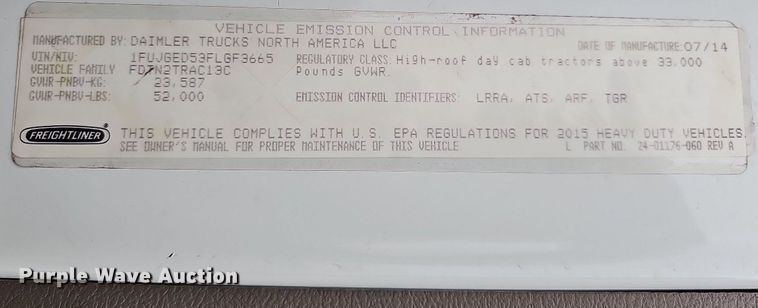 VEHICLE EMISSION CONTROL INFORMATION
MANUFACTURED BY: DAIMLER TRUCKS NORTH AMERICA LLC DATE OF MANUFACTURE: 07/14
VIN/NIV: 1FUJGED53FLGF3665 REGULATORY CLASS: High-roof day cab tractors above 33,000
VEHICLE FAMILY FDTN2TRAC13C Pounds GVWR.
GVWR-PNBV-KG: 23,587
GVWR-PNBV-LBS: 52,000 EMISSION CONTROL IDENTIFIERS: LRRA, ATS, ARF, TGR
FREIGHTLINER THIS VEHICLE COMPLIES WITH U.S. EPA REGULATIONS FOR 2015 HEAVY DUTY VEHICLES.
SEE OWNER'S MANUAL FOR PROPER MAINTENANCE OF THIS VEHICLE. L PART NO. 24-01176-060 REV A
Purple Wave Auction